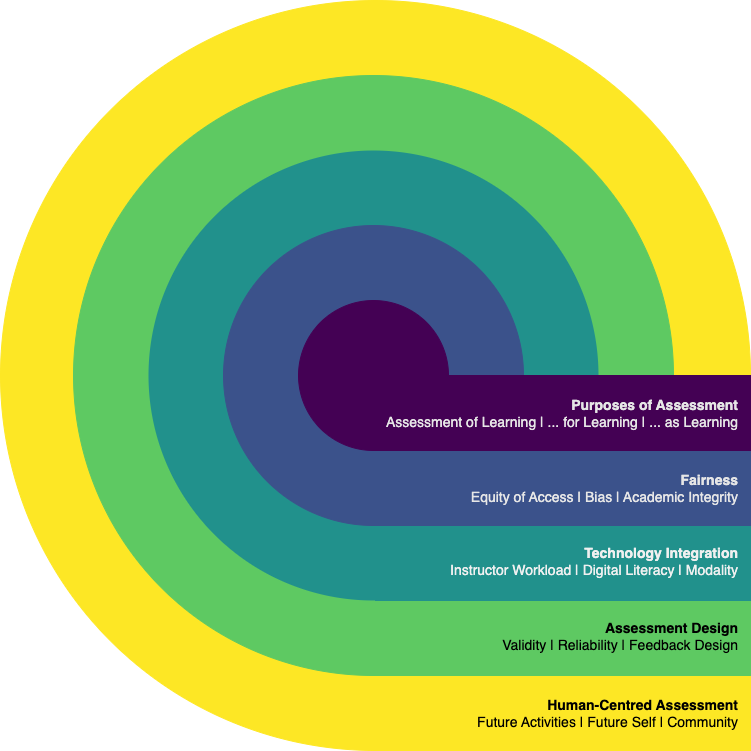 Purposes of Assessment
Assessment of Learning | ... for Learning | ... as Learning
Fairness
Equity of Access | Bias | Academic Integrity
Technology Integration
Instructor Workload | Digital Literacy | Modality
Assessment Design
Validity | Reliability | Feedback Design
Human-Centred Assessment
Future Activities | Future Self | Community